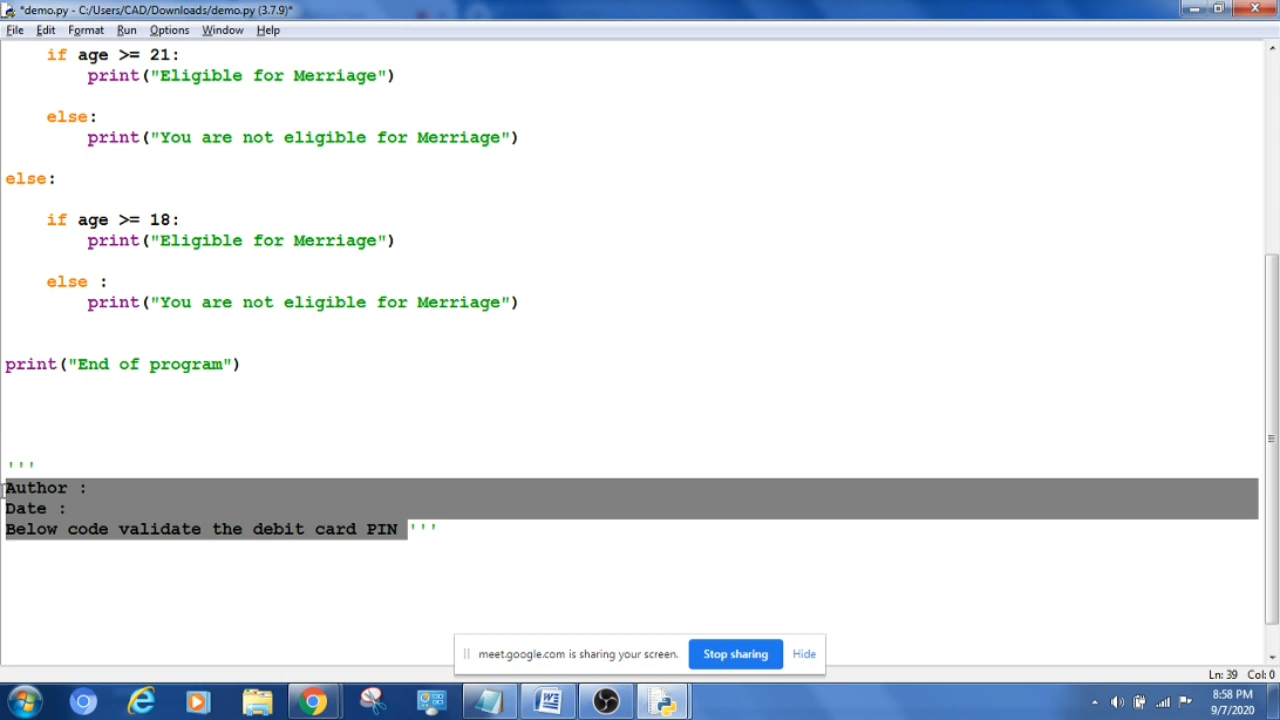 *demo.py - C:/Users/CAD/Downloads/demo.py (3.7.9)*
File Edit Format Run Options Window Help
if age >= 21:
print("Eligible for Merriage")
else:
print("You are not eligible for Merriage")
else:
if age >= 18:
print("Eligible for Merriage")
else :
print("You are not eligible for Merriage")
print("End of program")
'''
Author :
Date :
Below code validate the debit card PIN '''
meet.google.com is sharing your screen. Stop sharing Hide
Ln: 39 Col: 0
8:58 PM
9/7/2020